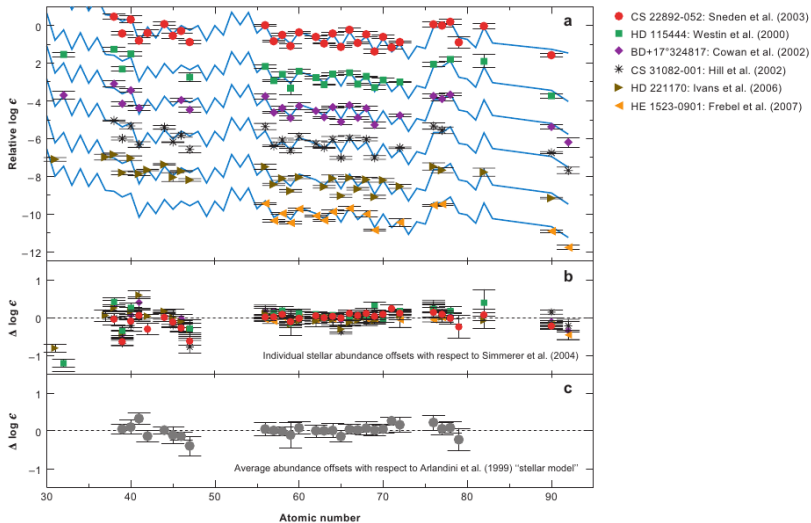 a
CS 22892-052: Sneden et al. (2003)
HD 115444: Westin et al. (2000)
BD+17°324817: Cowan et al. (2002)
CS 31082-001: Hill et al. (2002)
HD 221170: Ivans et al. (2006)
HE 1523-0901: Frebel et al. (2007)
Relative log ε
0
−2
−4
−6
−8
−10
−12
b
Δ log ε
1
0
−1
Individual stellar abundance offsets with respect to Simmerer et al. (2004)
c
Δ log ε
1
0
−1
Average abundance offsets with respect to Arlandini et al. (1999) "stellar model"
30 40 50 60 70 80 90
Atomic number